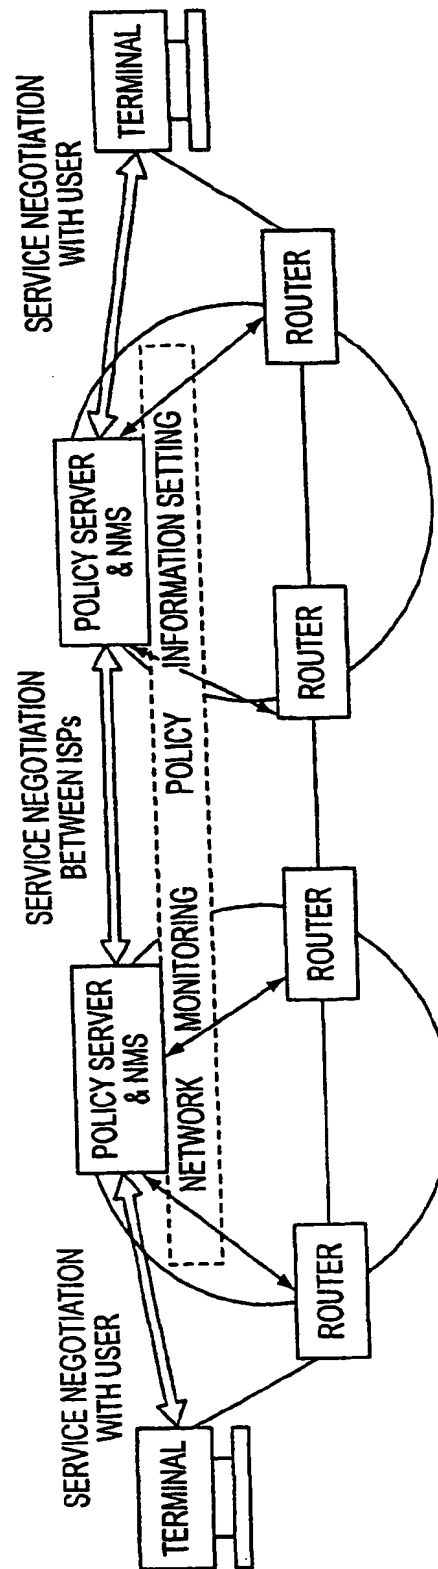 SERVICE NEGOTIATION
WITH USER
SERVICE NEGOTIATION
BETWEEN ISPs
SERVICE NEGOTIATION
WITH USER
TERMINAL
POLICY SERVER
& NMS
POLICY SERVER
& NMS
TERMINAL
NETWORK MONITORING POLICY INFORMATION SETTING
ROUTER
ROUTER
ROUTER
ROUTER